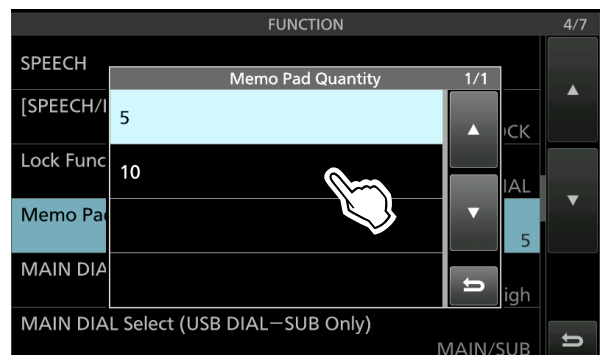 FUNCTION 4/7
SPEECH
Memo Pad Quantity 1/1
[SPEECH/
5
CK
Lock Func
10
IAL
Memo Pa
5
MAIN DIA
igh
MAIN DIAL Select (USB DIAL－SUB Only)
MAIN/SUB